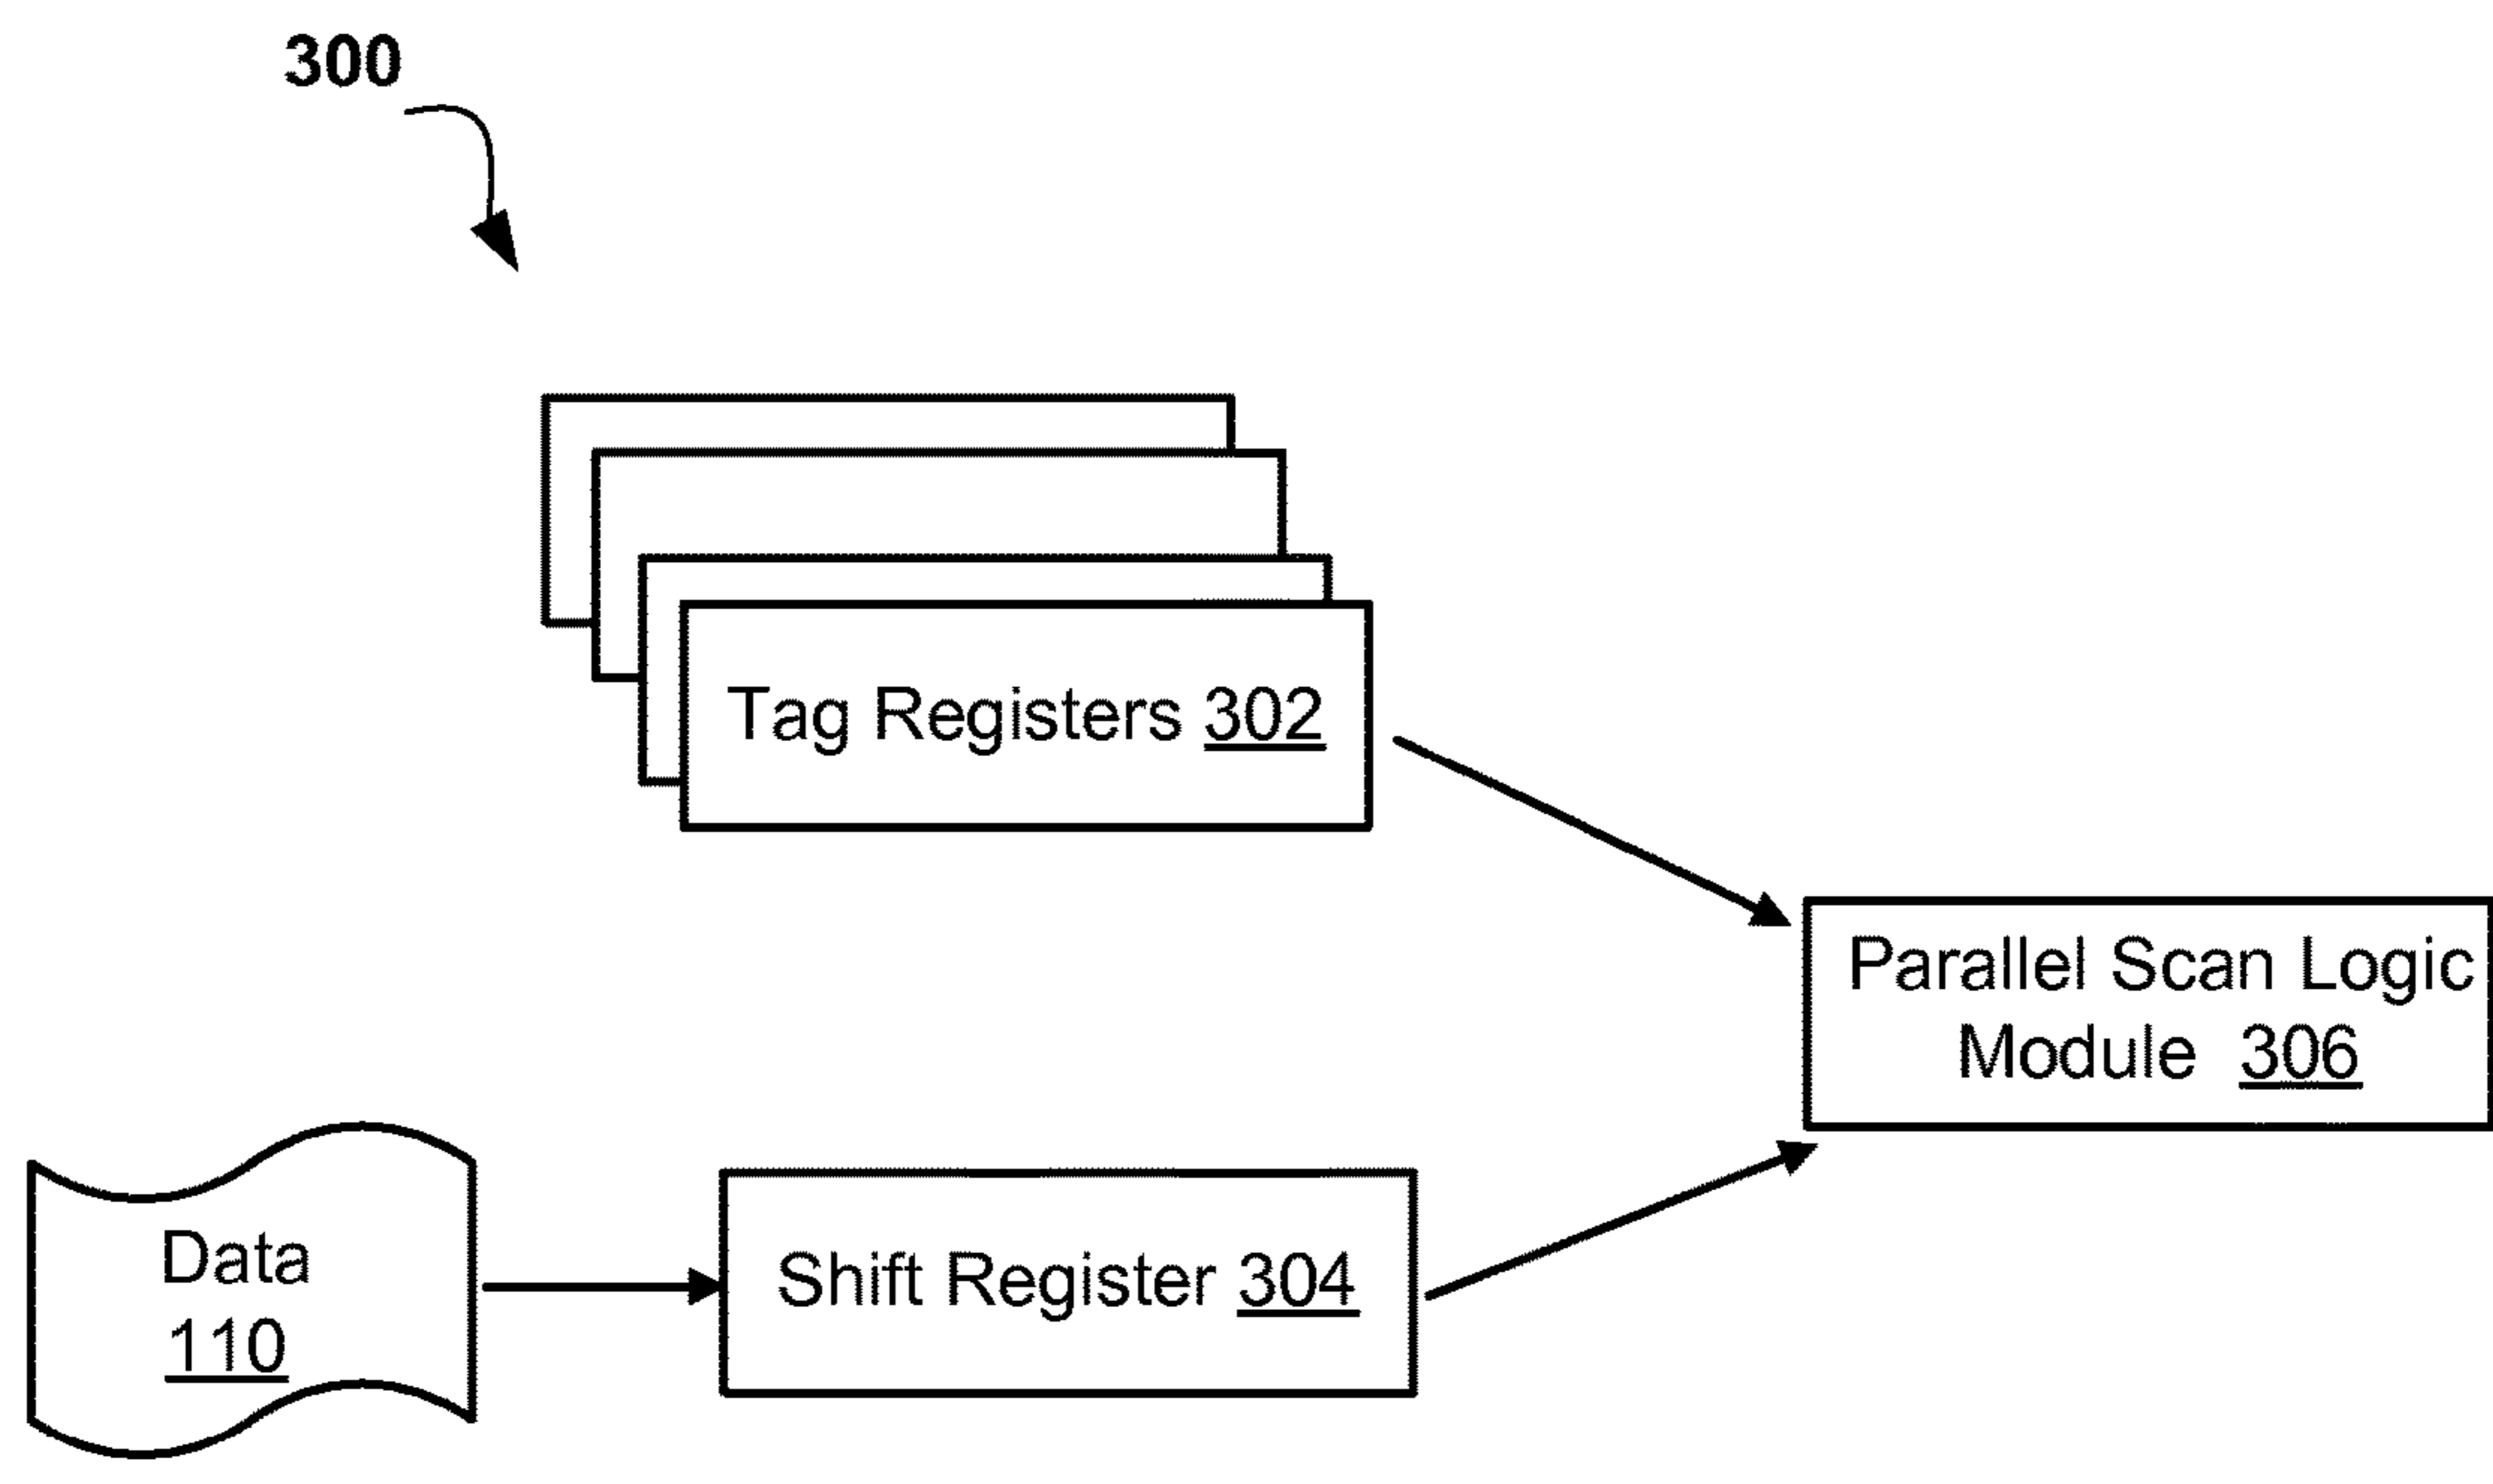 300
Tag Registers 302
Parallel Scan Logic
Module 306
Data
110
Shift Register 304